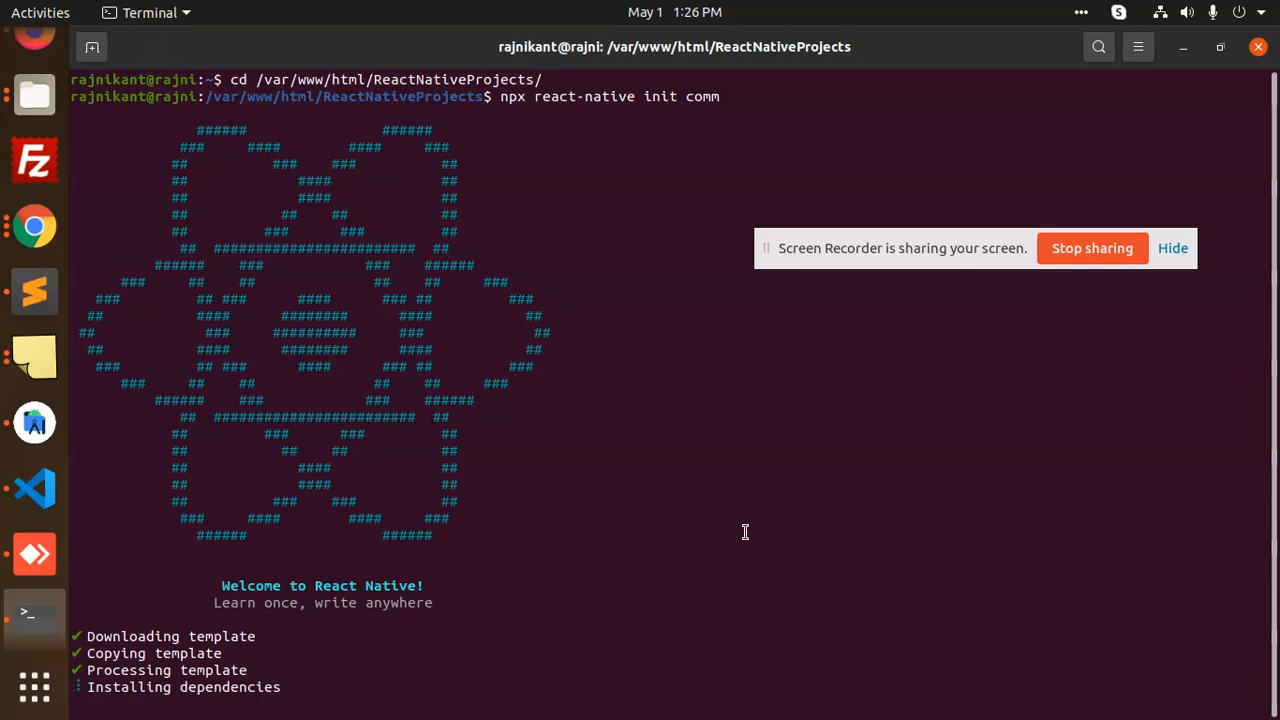 Activities
Terminal
May 1 1:26 PM
rajnikant@rajni: /var/www/html/ReactNativeProjects
rajnikant@rajni:~$ cd /var/www/html/ReactNativeProjects/
rajnikant@rajni:/var/www/html/ReactNativeProjects$ npx react-native init comm
Screen Recorder is sharing your screen.
Stop sharing
Hide
Welcome to React Native!
Learn once, write anywhere
✔ Downloading template
✔ Copying template
✔ Processing template
Installing dependencies